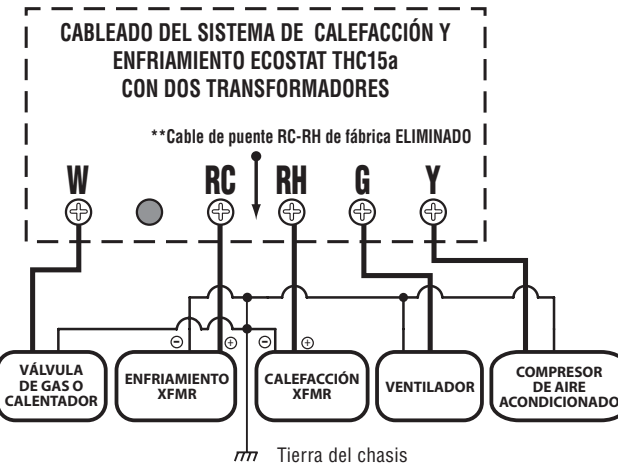 CABLEADO DEL SISTEMA DE CALEFACCIÓN Y
ENFRIAMIENTO ECOSTAT THC15a
CON DOS TRANSFORMADORES
**Cable de puente RC-RH de fábrica ELIMINADO
W RC RH G Y
⊖ ⊕ ⊖ ⊕
VÁLVULA
DE GAS O
CALENTADOR
ENFRIAMIENTO
XFMR
CALEFACCIÓN
XFMR
VENTILADOR
COMPRESOR
DE AIRE
ACONDICIONADO
Tierra del chasis